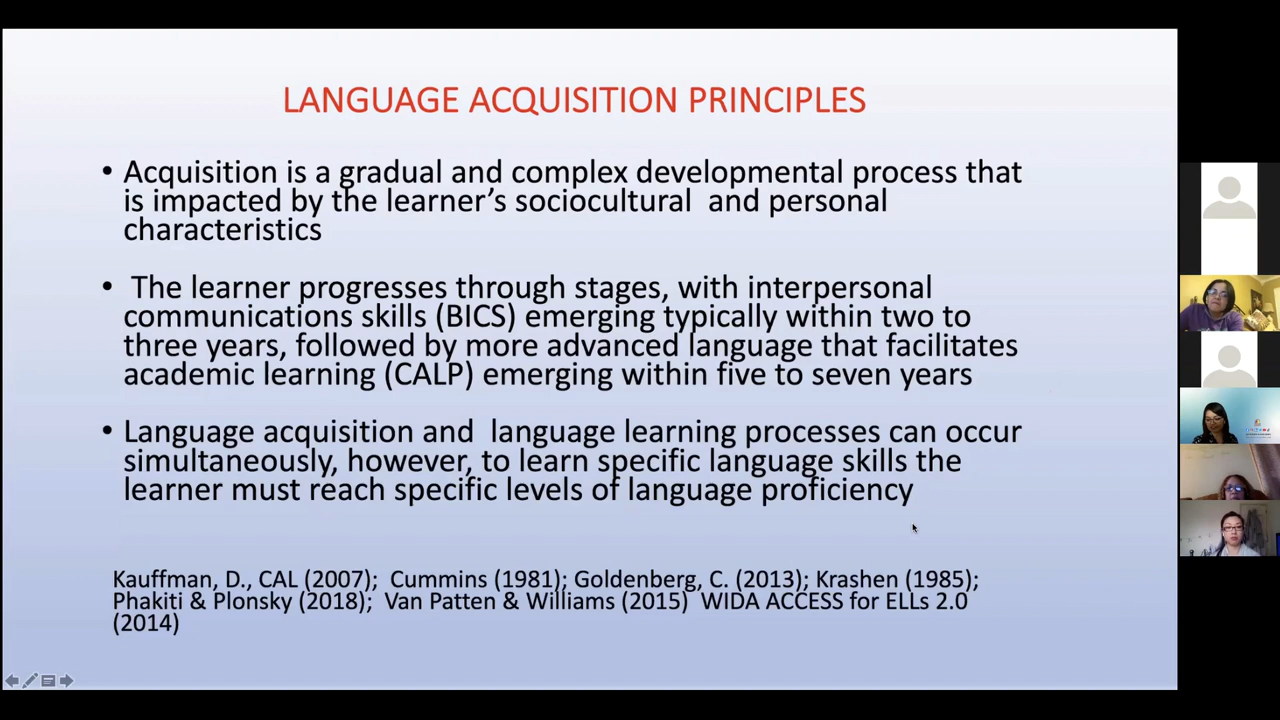 LANGUAGE ACQUISITION PRINCIPLES
• Acquisition is a gradual and complex developmental process that
is impacted by the learner’s sociocultural and personal
characteristics
• The learner progresses through stages, with interpersonal
communications skills (BICS) emerging typically within two to
three years, followed by more advanced language that facilitates
academic learning (CALP) emerging within five to seven years
• Language acquisition and language learning processes can occur
simultaneously, however, to learn specific language skills the
learner must reach specific levels of language proficiency
Kauffman, D., CAL (2007); Cummins (1981); Goldenberg, C. (2013); Krashen (1985);
Phakiti & Plonsky (2018); Van Patten & Williams (2015) WIDA ACCESS for ELLs 2.0
(2014)